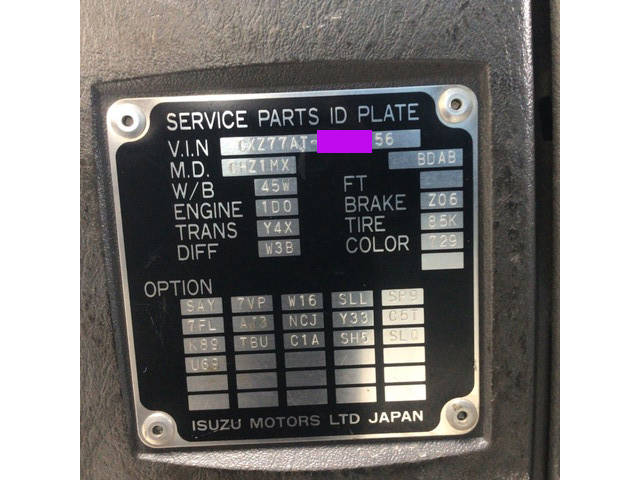 SERVICE PARTS ID PLATE
V.I.N CXZ77AT- 56
M.D. CHZ1MX BDAB
W/B 45W FT
ENGINE 1D0 BRAKE Z06
TRANS Y4X TIRE 85K
DIFF W3B COLOR 729
OPTION
SAY 7VP W16 SLL SP9
7FL AT3 NCJ Y33 C5T
K89 TBU C1A SH5 SLQ
UG9
ISUZU MOTORS LTD JAPAN